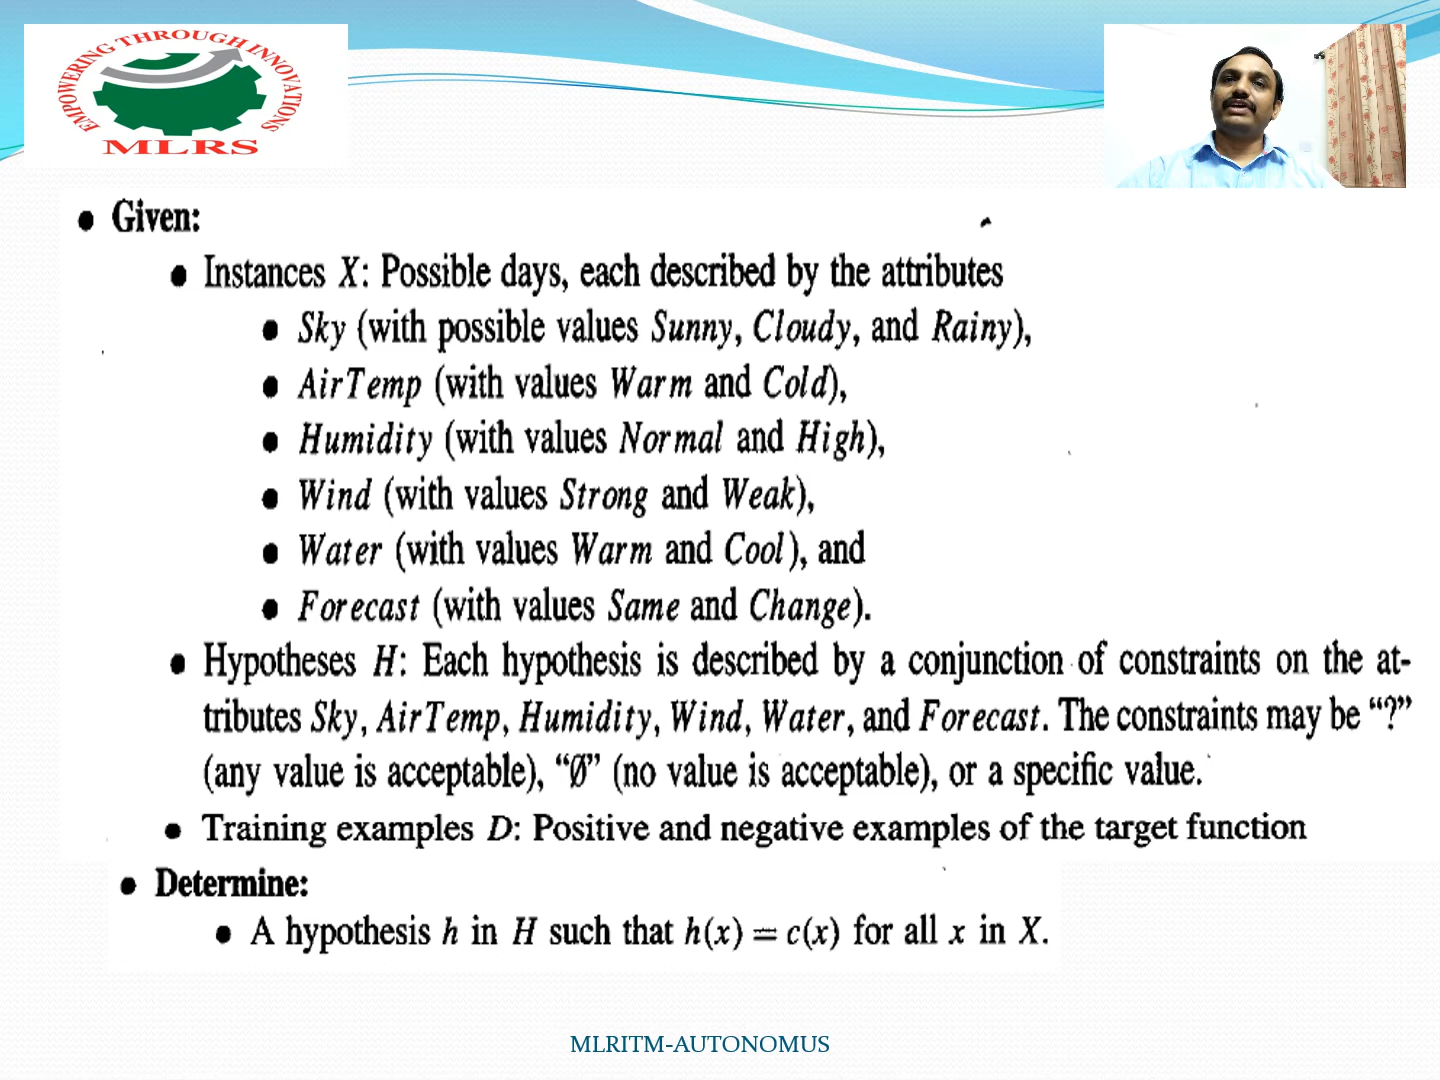 EMPOWERING THROUGH INNOVATIONS
MLRS
• Given:
• Instances X: Possible days, each described by the attributes
• Sky (with possible values Sunny, Cloudy, and Rainy),
• AirTemp (with values Warm and Cold),
• Humidity (with values Normal and High),
• Wind (with values Strong and Weak),
• Water (with values Warm and Cool), and
• Forecast (with values Same and Change).
• Hypotheses H: Each hypothesis is described by a conjunction of constraints on the at-
tributes Sky, AirTemp, Humidity, Wind, Water, and Forecast. The constraints may be “?”
(any value is acceptable), “Ø” (no value is acceptable), or a specific value.
• Training examples D: Positive and negative examples of the target function
• Determine:
• A hypothesis h in H such that h(x) = c(x) for all x in X.
MLRITM-AUTONOMUS